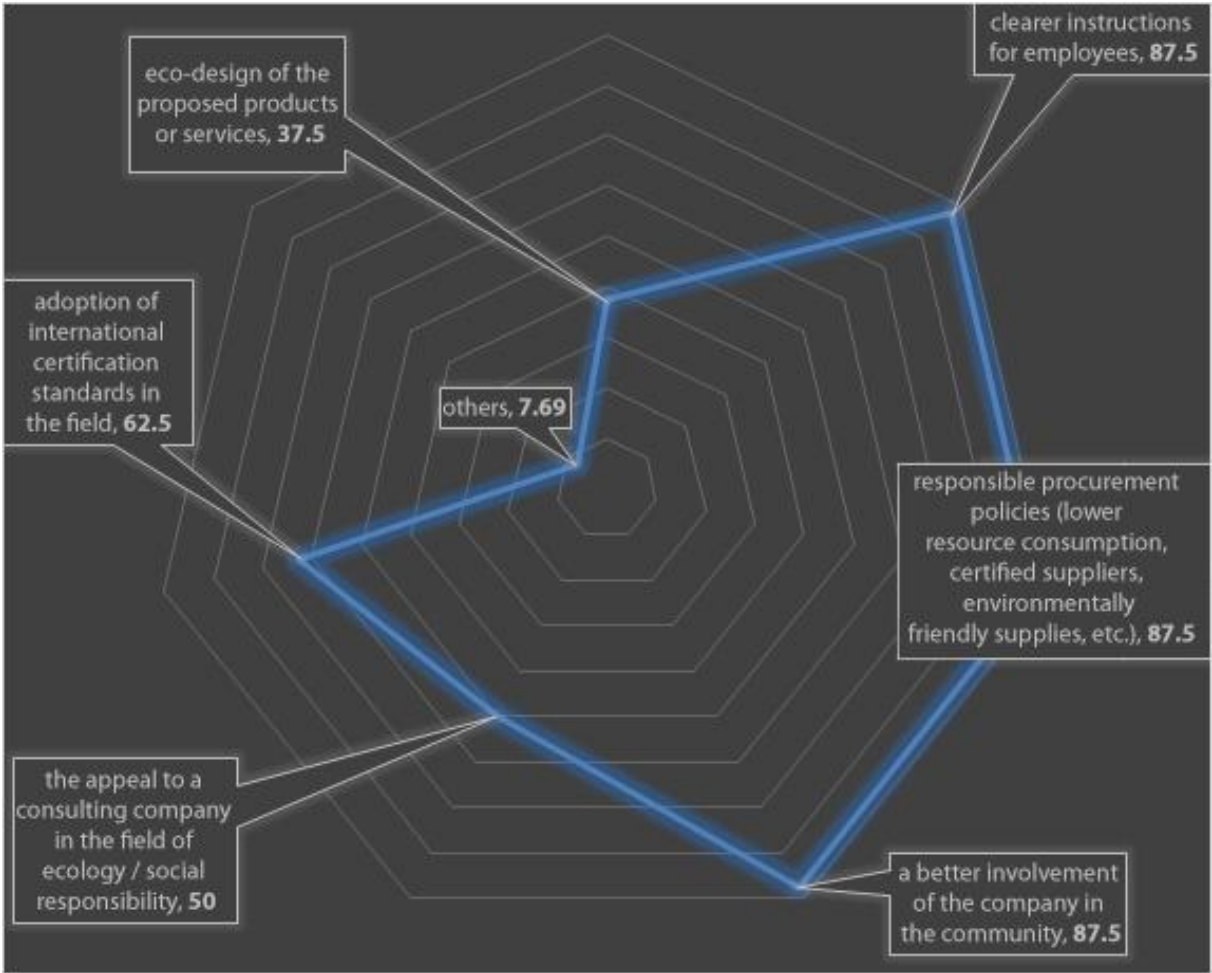 clearer instructions
for employees, 87.5
eco-design of the
proposed products
or services, 37.5
adoption of
international
certification
standards in
the field, 62.5
others, 7.69
responsible procurement
policies (lower
resource consumption,
certified suppliers,
environmentally
friendly supplies, etc.), 87.5
the appeal to a
consulting company
in the field of
ecology / social
responsibility, 50
a better involvement
of the company in
the community, 87.5